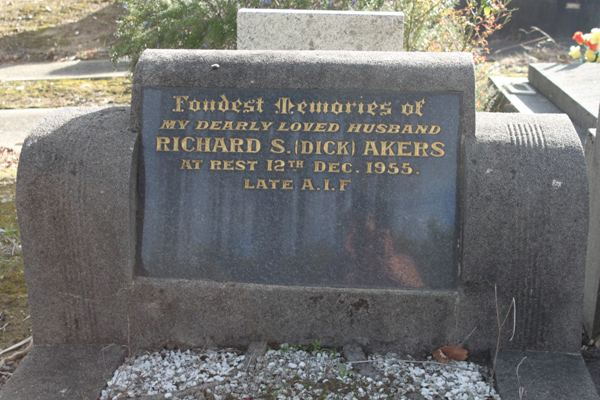 Fondest Memories of
MY DEARLY LOVED HUSBAND
RICHARD S. (DICK) AKERS
AT REST 12TH DEC. 1955.
LATE A.I.F